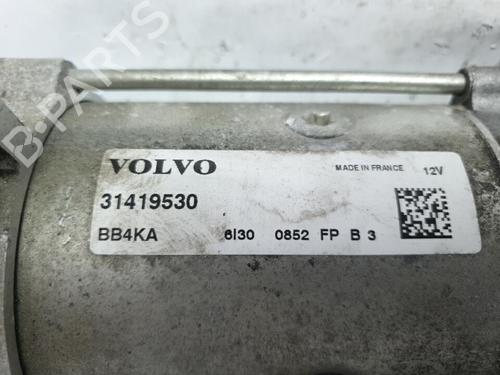 VOLVO MADE IN FRANCE 12V
31419530
BB4KA 6I30 0852 FP B 3
B-PARTS